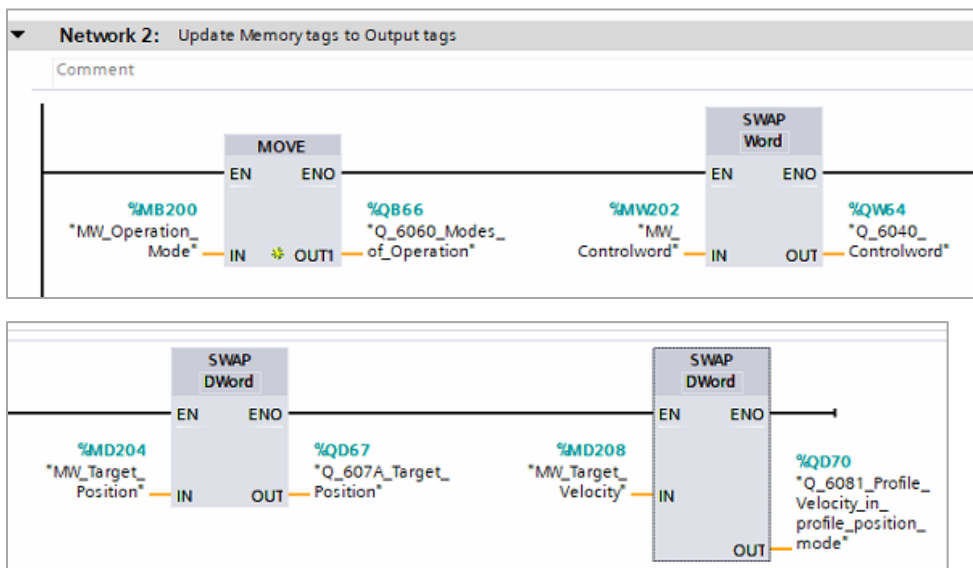 Network 2: Update Memory tags to Output tags
Comment
MOVE
EN ENO
%MB200
"MW_Operation_
Mode"
IN OUT1
%QB66
"Q_6060_Modes_
of_Operation"
SWAP
Word
EN ENO
%MW202
"MW_
Controlword"
IN OUT
%QW64
"Q_6040_
Controlword"
SWAP
DWord
EN ENO
%MD204
"MW_Target_
Position"
IN OUT
%QD67
"Q_607A_Target_
Position"
SWAP
DWord
EN ENO
%MD208
"MW_Target_
Velocity"
IN
OUT
%QD70
"Q_6081_Profile_
Velocity_in_
profile_position_
mode"